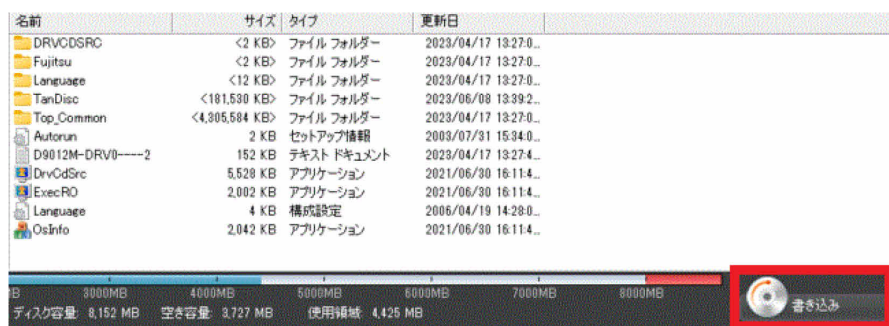 名前 サイズ タイプ 更新日
DRVCDSRC <2 KB> ファイル フォルダー 2023/04/17 13:27:0...
Fujitsu <2 KB> ファイル フォルダー 2023/04/17 13:27:0...
Language <12 KB> ファイル フォルダー 2023/04/17 13:27:0...
TanDisc <181,530 KB> ファイル フォルダー 2023/06/08 13:39:2...
Top_Common <4,305,584 KB> ファイル フォルダー 2023/04/17 13:27:0...
Autorun 2 KB セットアップ情報 2003/07/31 15:34:0...
D9012M-DRV0----2 152 KB テキスト ドキュメント 2023/04/17 13:27:4...
DrvCdSrc 5,528 KB アプリケーション 2021/06/30 16:11:4...
ExecRO 2,002 KB アプリケーション 2021/06/30 16:11:4...
Language 4 KB 構成設定 2006/04/19 14:28:0...
OsInfo 2,042 KB アプリケーション 2021/06/30 16:11:4...
3000MB 4000MB 5000MB 6000MB 7000MB 8000MB
ディスク容量: 8,152 MB 空き容量: 3,727 MB 使用領域: 4,425 MB
書き込み